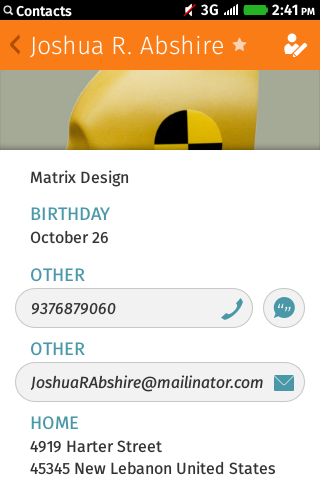 Contacts 3G 2:41 PM
Joshua R. Abshire
Matrix Design
BIRTHDAY
October 26
OTHER
9376879060
OTHER
JoshuaRAbshire@mailinator.com
HOME
4919 Harter Street
45345 New Lebanon United States